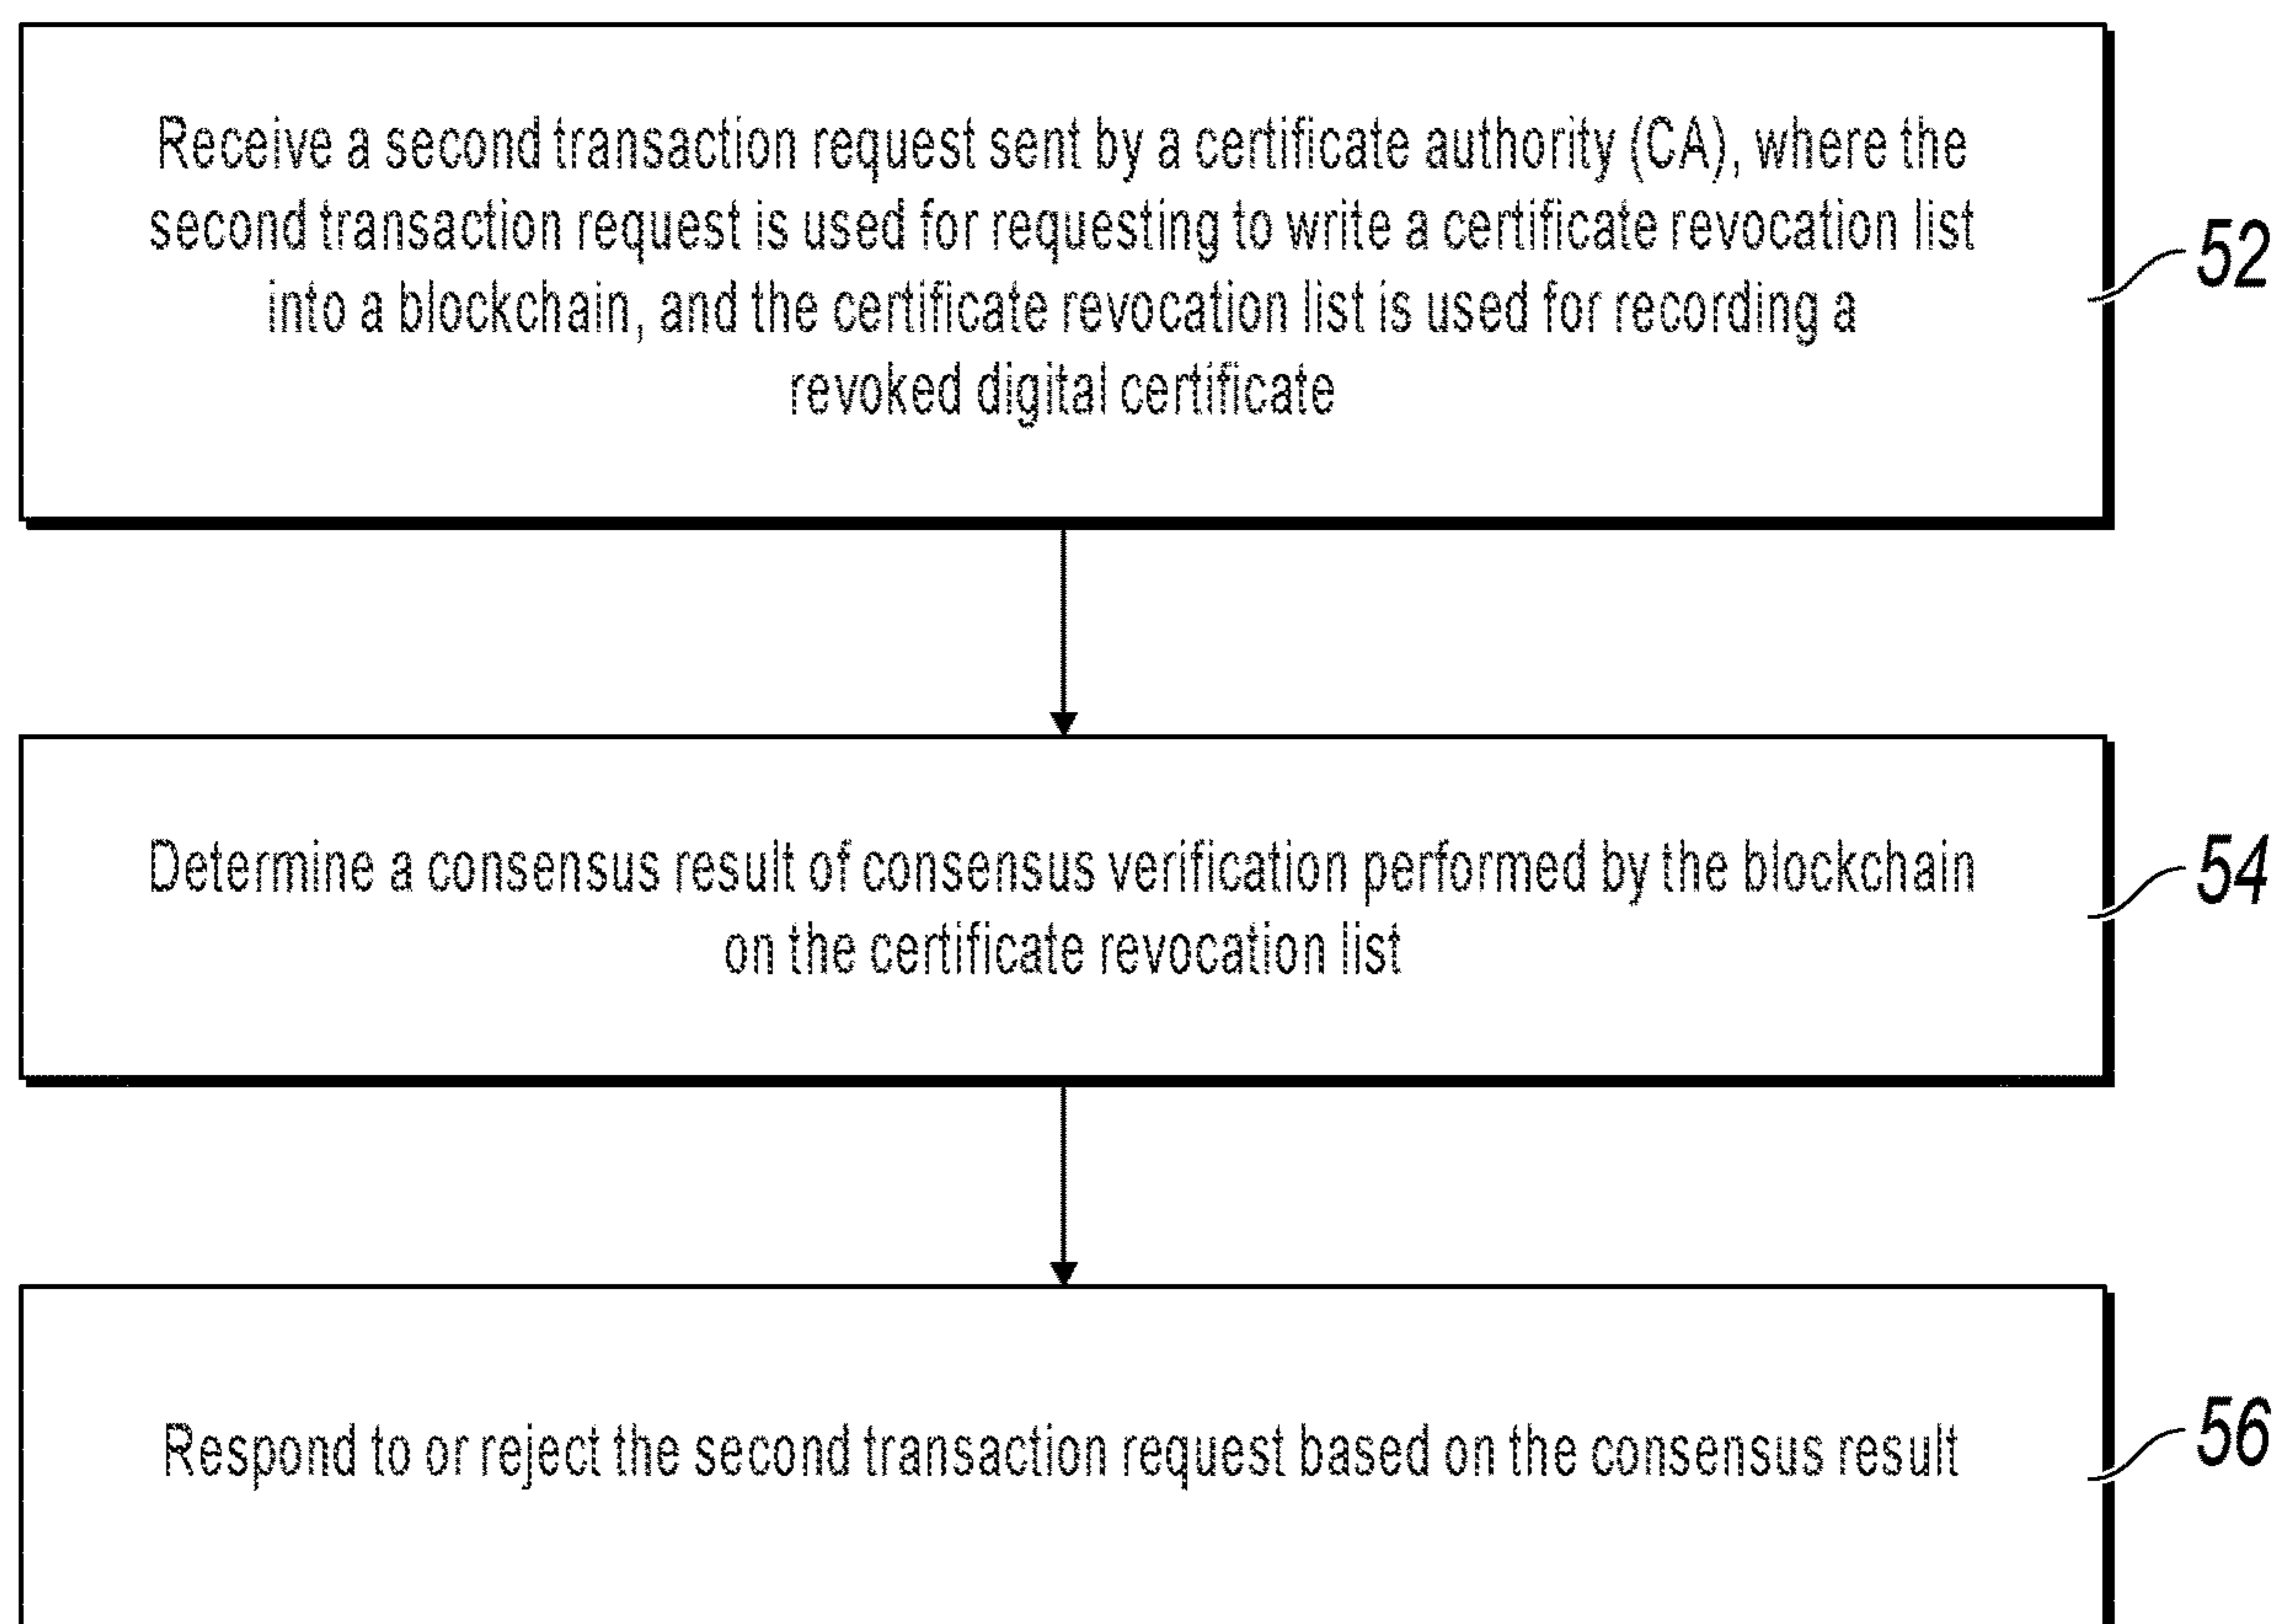 Receive a second transaction request sent by a certificate authority (CA), where the
second transaction request is used for requesting to write a certificate revocation list
into a blockchain, and the certificate revocation list is used for recording a
revoked digital certificate
52
Determine a consensus result of consensus verification performed by the blockchain
on the certificate revocation list
54
Respond to or reject the second transaction request based on the consensus result
56